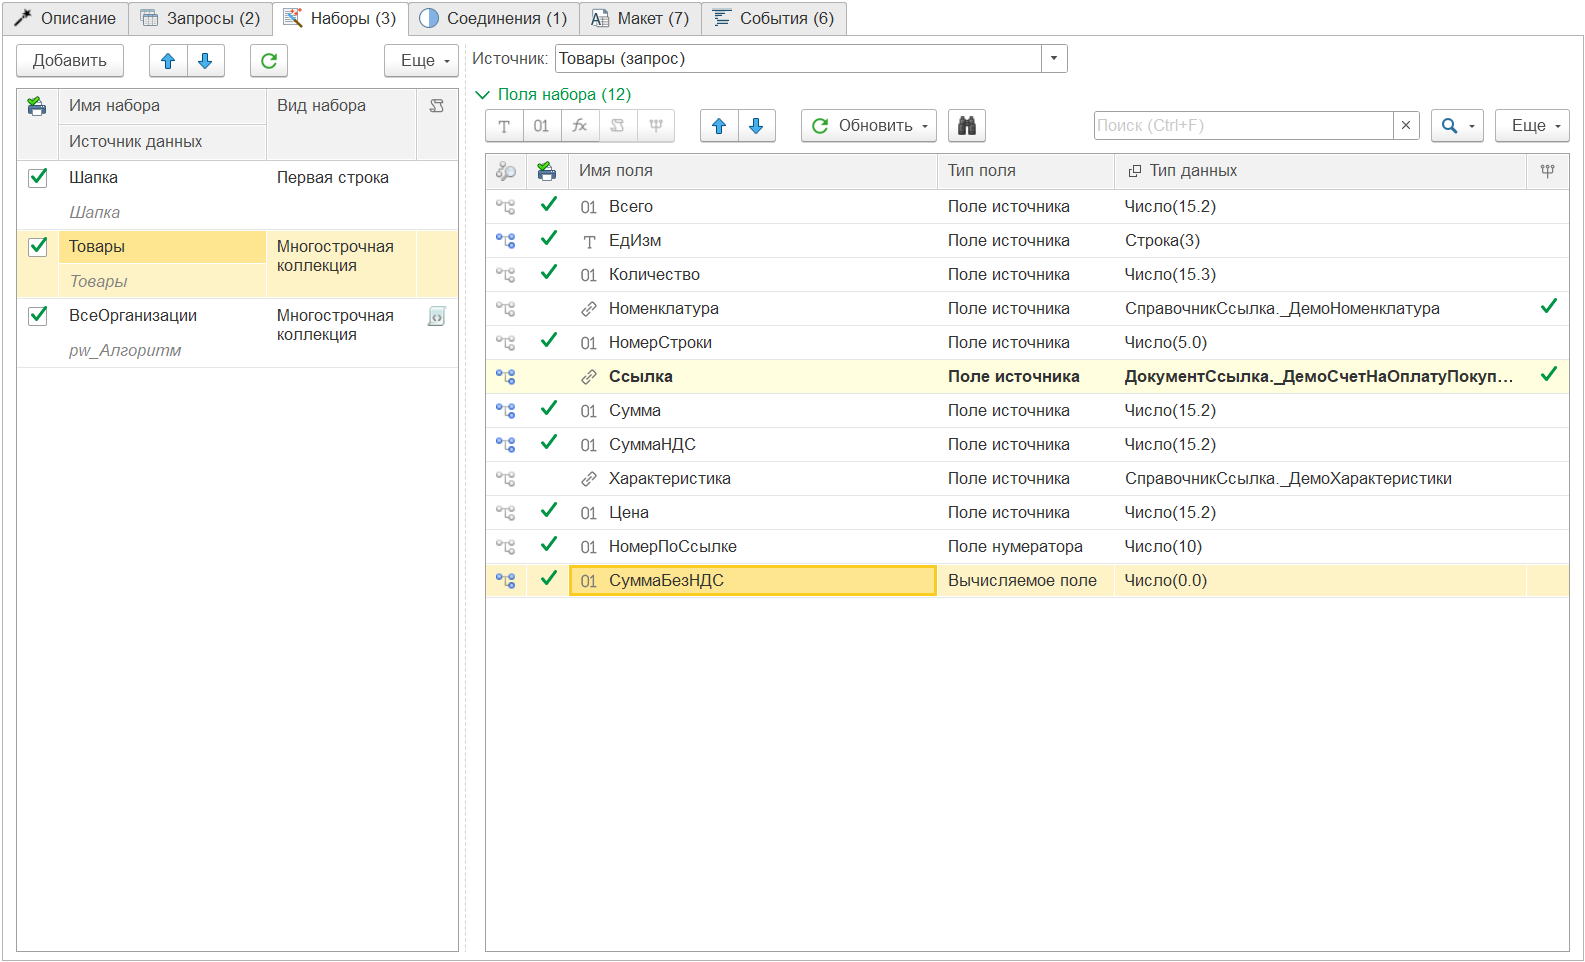 Описание Запросы (2) Наборы (3) Соединения (1) Макет (7) События (6)
Добавить Еще Источник: Товары (запрос)
Поля набора (12)
T 01 fx Обновить Поиск (Ctrl+F) × Еще
Имя набора Вид набора
Источник данных
Шапка Первая строка
Шапка
Товары Многострочная
коллекция
Товары
ВсеОрганизации Многострочная
коллекция
pw_Алгоритм
Имя поля Тип поля Тип данных
01 Всего Поле источника Число(15.2)
T ЕдИзм Поле источника Строка(3)
01 Количество Поле источника Число(15.3)
Номенклатура Поле источника СправочникСсылка._ДемоНоменклатура
01 НомерСтроки Поле источника Число(5.0)
Ссылка Поле источника ДокументСсылка._ДемоСчетНаОплатуПокуп...
01 Сумма Поле источника Число(15.2)
01 СуммаНДС Поле источника Число(15.2)
Характеристика Поле источника СправочникСсылка._ДемоХарактеристики
01 Цена Поле источника Число(15.2)
01 НомерПоСсылке Поле нумератора Число(10)
01 СуммаБезНДС Вычисляемое поле Число(0.0)